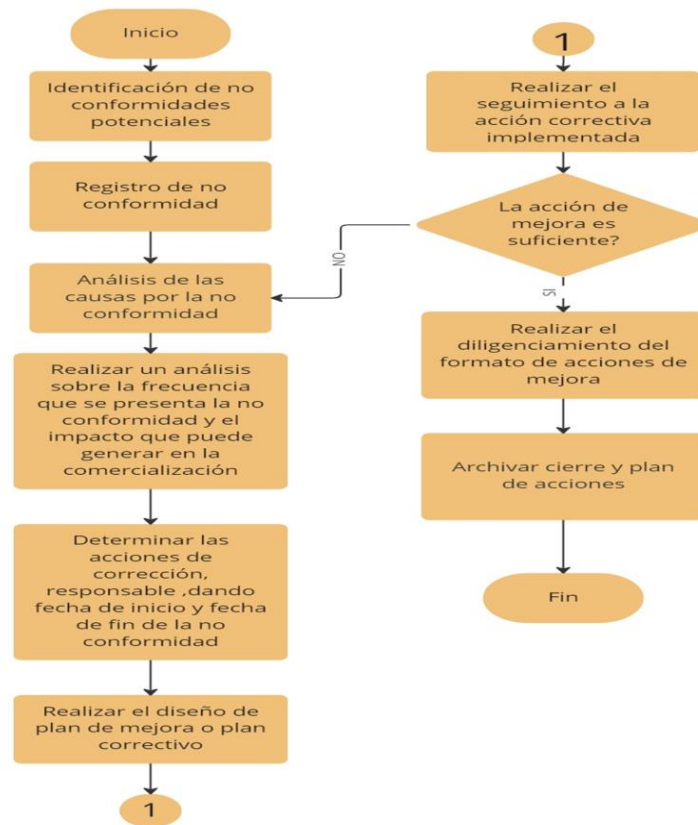 Inicio
Identificación de no
conformidades
potenciales
Registro de no
conformidad
Análisis de las
causas por la no
conformidad
Realizar un análisis
sobre la frecuencia
que se presenta la no
conformidad y el
impacto que puede
generar en la
comercialización
Determinar las
acciones de
corrección,
responsable ,dando
fecha de inicio y fecha
de fin de la no
conformidad
Realizar el diseño de
plan de mejora o plan
correctivo
1
1
Realizar el
seguimiento a la
acción correctiva
implementada
La acción de
mejora es
suficiente?
NO
SI
Realizar el
diligenciamiento del
formato de acciones de
mejora
Archivar cierre y plan
de acciones
Fin